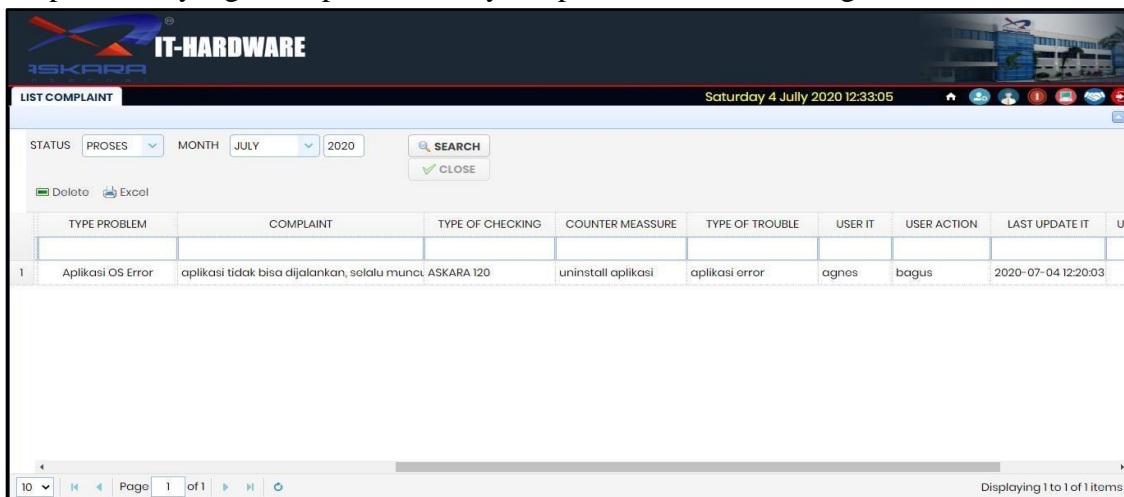 IT-HARDWARE
ASKARA
LIST COMPLAINT
Saturday 4 Jully 2020 12:33:05
STATUS PROSES MONTH JULY 2020 SEARCH
CLOSE
Delete Excel
TYPE PROBLEM COMPLAINT TYPE OF CHECKING COUNTER MEASSURE TYPE OF TROUBLE USER IT USER ACTION LAST UPDATE IT U
1 Aplikasi OS Error aplikasi tidak bisa dijalankan, selalu muncu ASKARA 120 uninstall aplikasi aplikasi error agnes bagus 2020-07-04 12:20:03
10 Page 1 of 1 Displaying 1 to 1 of 1 items